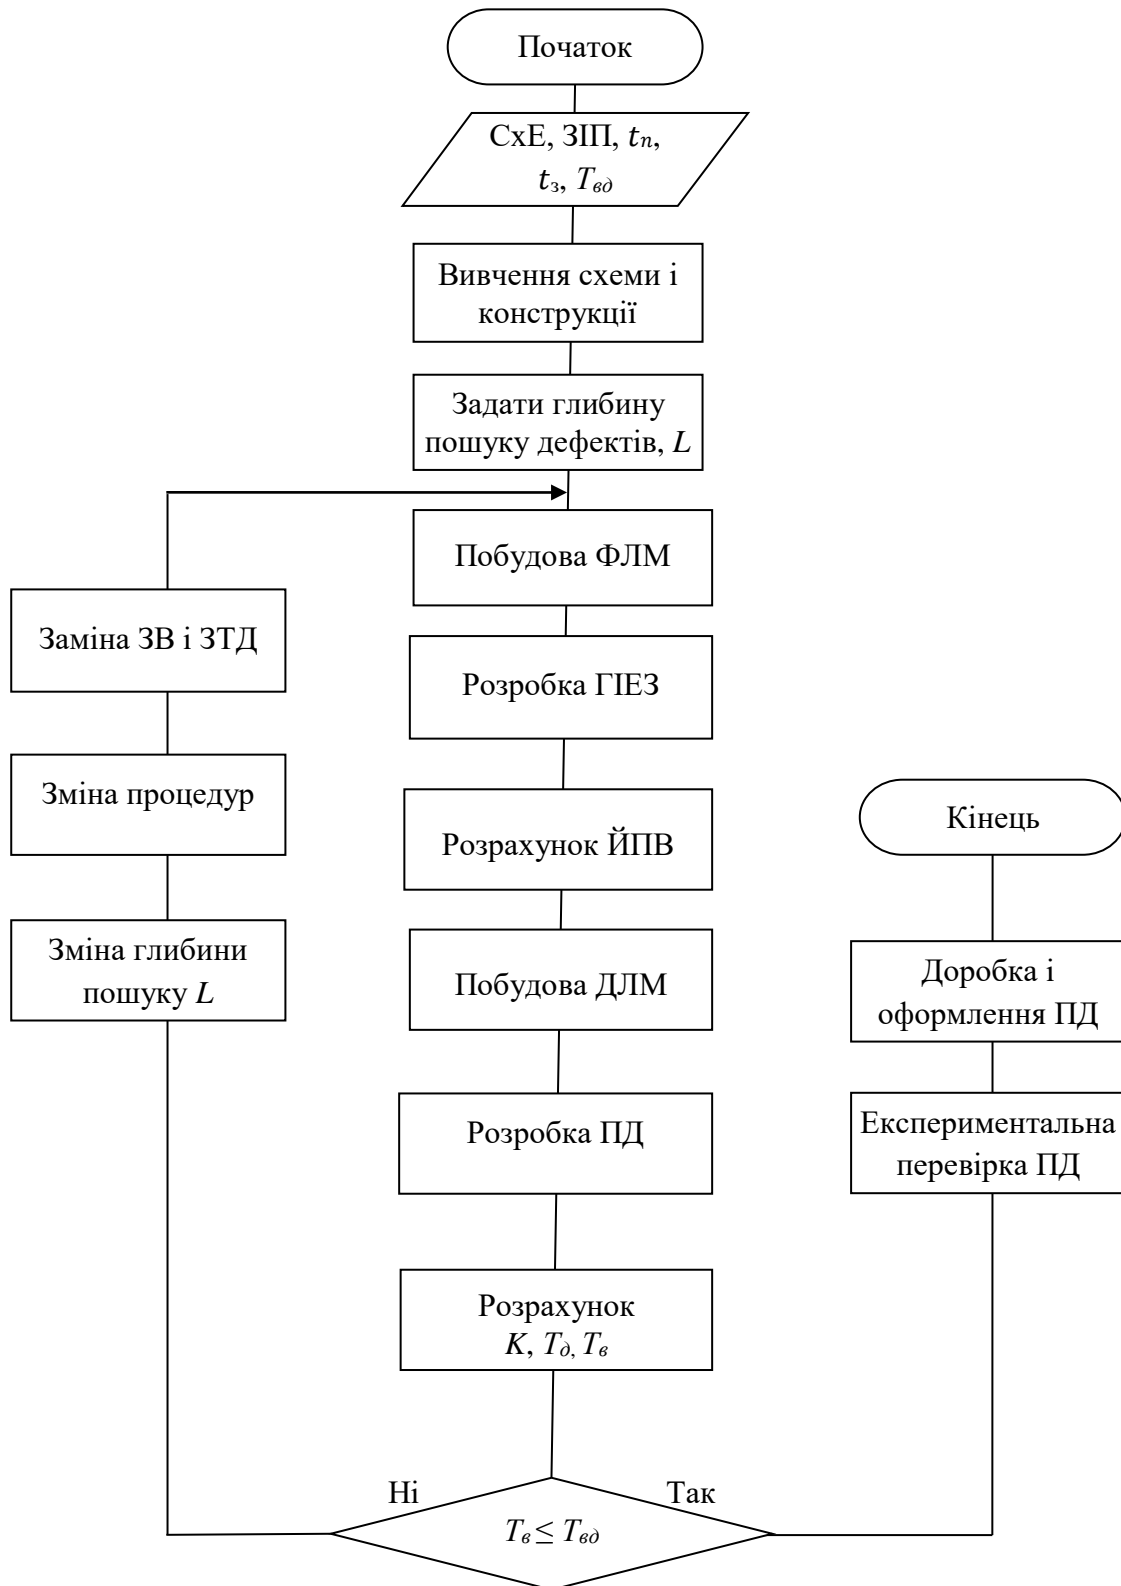 Початок
СхЕ, ЗІП, tп,
tз, Tвд
Вивчення схеми і
конструкції
Задати глибину
пошуку дефектів, L
Побудова ФЛМ
Розробка ГІЕЗ
Розрахунок ЙПВ
Побудова ДЛМ
Розробка ПД
Розрахунок
K, Tд, Tв
Tв ≤ Tвд
Ні
Зміна глибини
пошуку L
Зміна процедур
Заміна ЗВ і ЗТД
Так
Експериментальна
перевірка ПД
Доробка і
оформлення ПД
Кінець